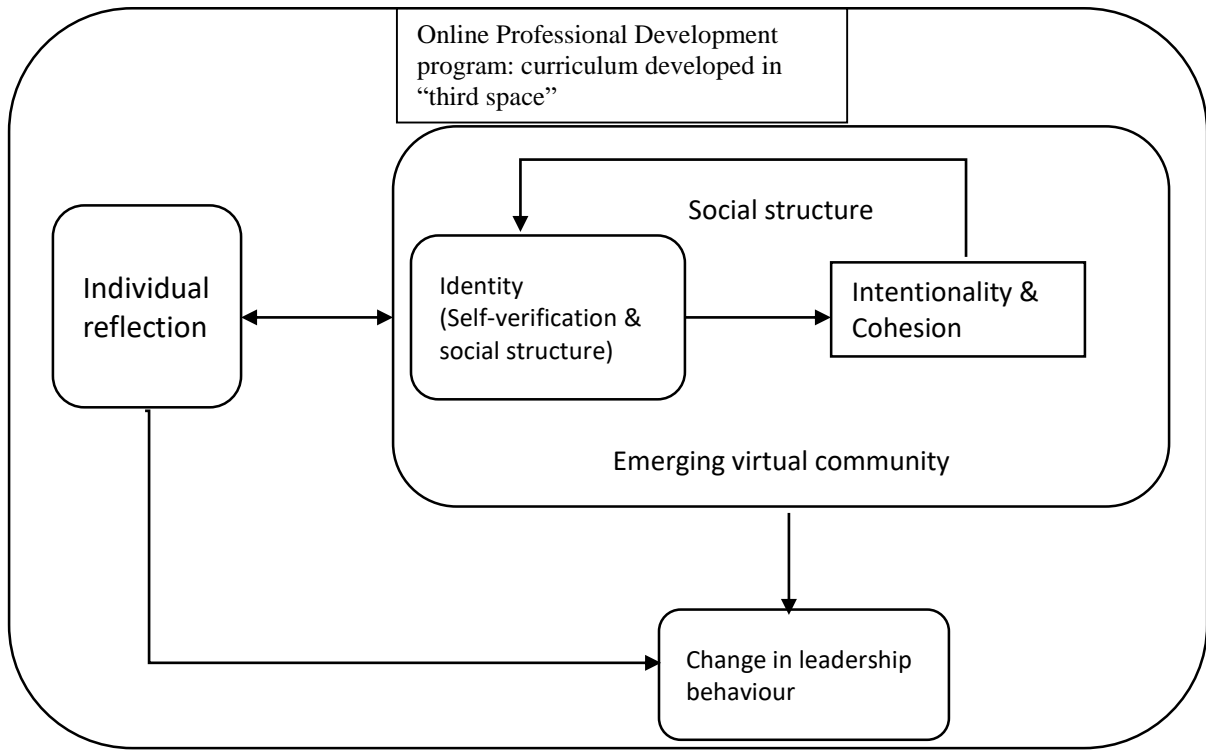 Online Professional Development
program: curriculum developed in
“third space”
Social structure
Individual
reflection
Identity
(Self-verification &
social structure)
Intentionality &
Cohesion
Emerging virtual community
Change in leadership
behaviour